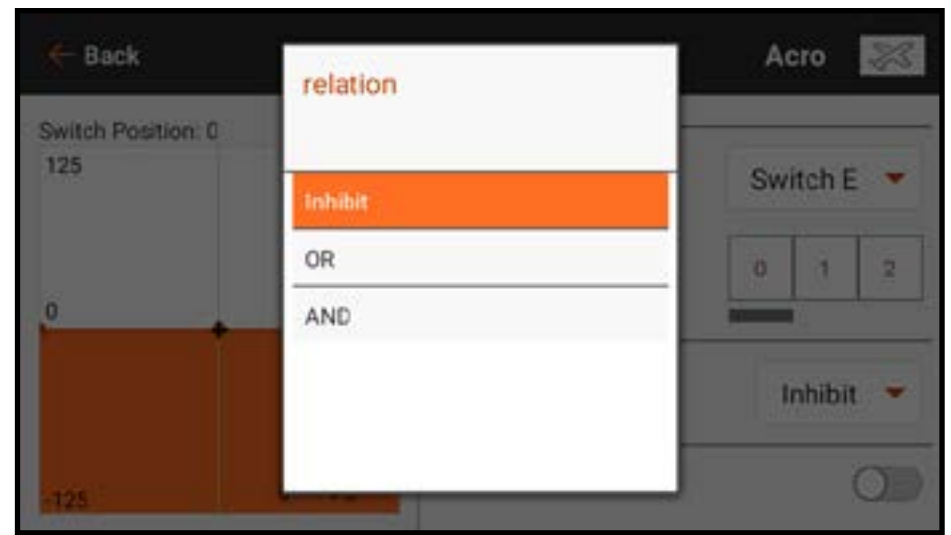 Back
Acro
relation
Switch Position: 0
125
Switch E
Inhibit
OR
0 1 2
0
AND
Inhibit
-125